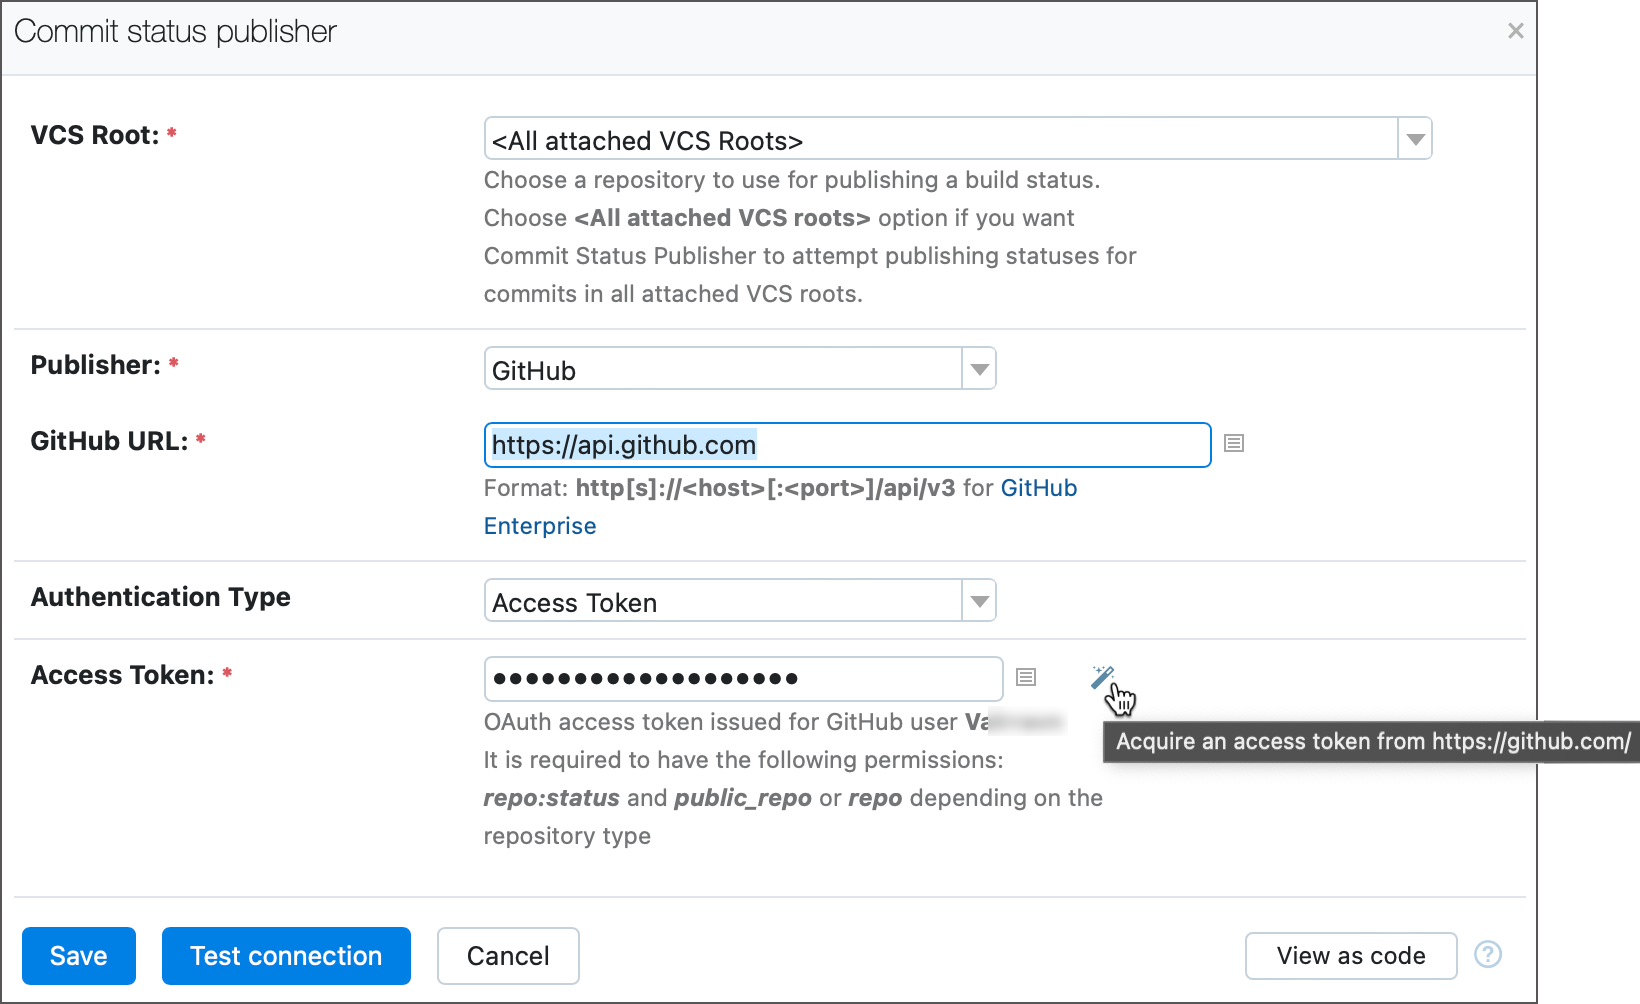 Commit status publisher
VCS Root: *
<All attached VCS Roots>
Choose a repository to use for publishing a build status.
Choose <All attached VCS roots> option if you want
Commit Status Publisher to attempt publishing statuses for
commits in all attached VCS roots.
Publisher: *
GitHub
GitHub URL: *
https://api.github.com
Format: http[s]://<host>[:<port>]/api/v3 for GitHub
Enterprise
Authentication Type
Access Token
Access Token: *
●●●●●●●●●●●●●●●●●●●
OAuth access token issued for GitHub user
Acquire an access token from https://github.com/
It is required to have the following permissions:
repo:status and public_repo or repo depending on the
repository type
Save
Test connection
Cancel
View as code
?